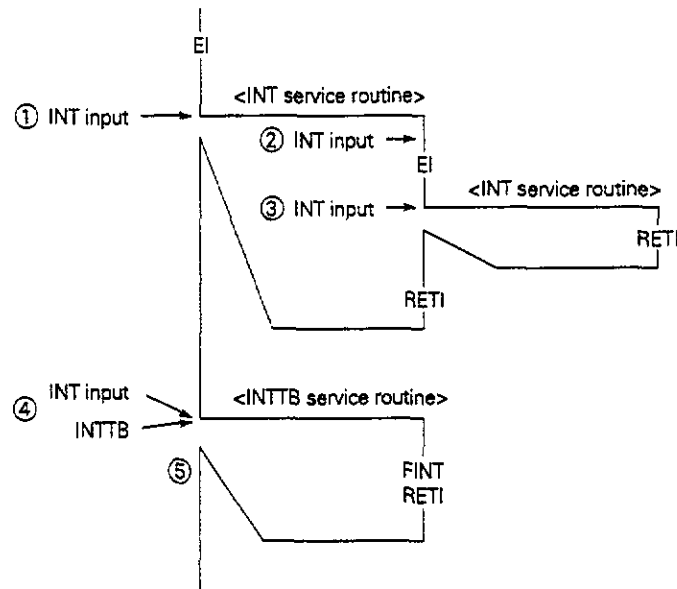 EI
<INT service routine>
① INT input
② INT input
EI
<INT service routine>
③ INT input
RETI
RETI
INT input
④
<INTTB service routine>
INTTB
⑤
FINT
RETI